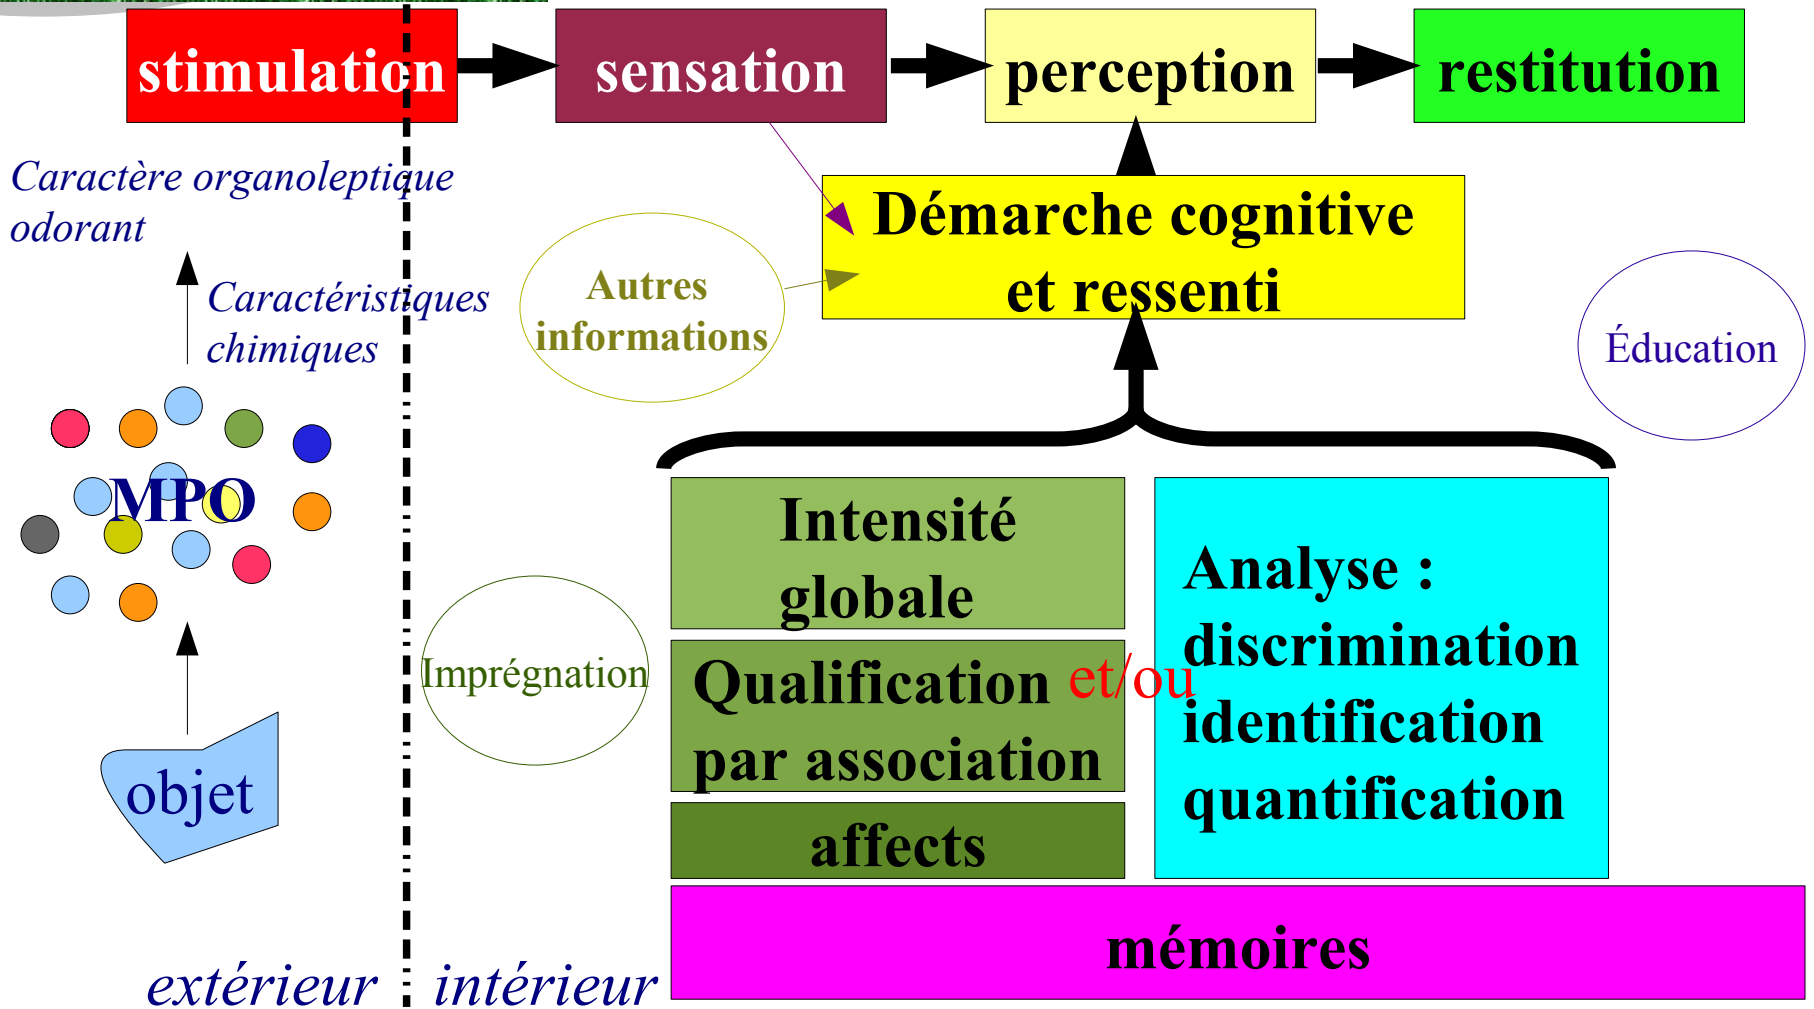 stimulation
sensation
perception
restitution
Caractère organoleptique
odorant
Caractéristiques
chimiques
MPO
objet
extérieur
intérieur
Autres
informations
Démarche cognitive
et ressenti
Éducation
Imprégnation
Intensité
globale
Qualification
par association
et/ou
affects
Analyse :
discrimination
identification
quantification
mémoires